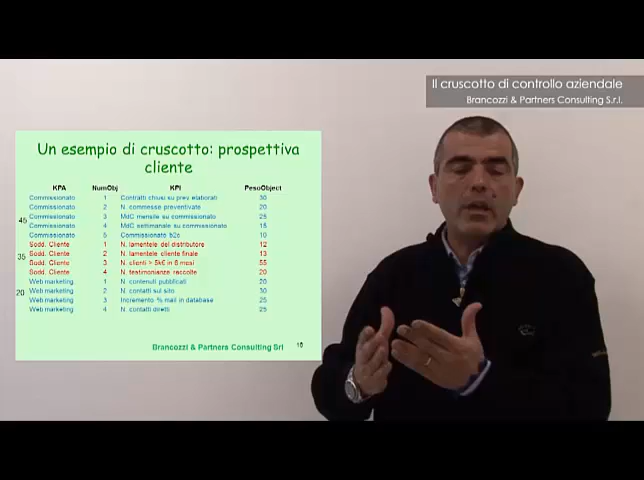 Il cruscotto di controllo aziendale
Brancozzi & Partners Consulting S.r.l.
Un esempio di cruscotto: prospettiva
cliente
KPA NumObj KPI PesoObject
Commissionato 1 Contratti chiusi su prev elaborati 30
Commissionato 2 N. commesse preventivate 20
45 Commissionato 3 MdC mensile su commissionato 25
Commissionato 4 MdC settimanale su commissionato 15
Commissionato 5 Commissionato b2c 10
Sodd. Cliente 1 N. lamentele del distributore 12
35 Sodd. Cliente 2 N. lamentele cliente finale 13
Sodd. Cliente 3 N. clienti > 5k€ in 6 mesi 55
Sodd. Cliente 4 N. testimonianze raccolte 20
Web marketing. 1 N. contenuti pubblicati 20
20 Web marketing 2 N. contatti sul sito 30
Web marketing 3 Incremento % mail in database 25
Web marketing 4 N. contatti diretti 25
Brancozzi & Partners Consulting Srl